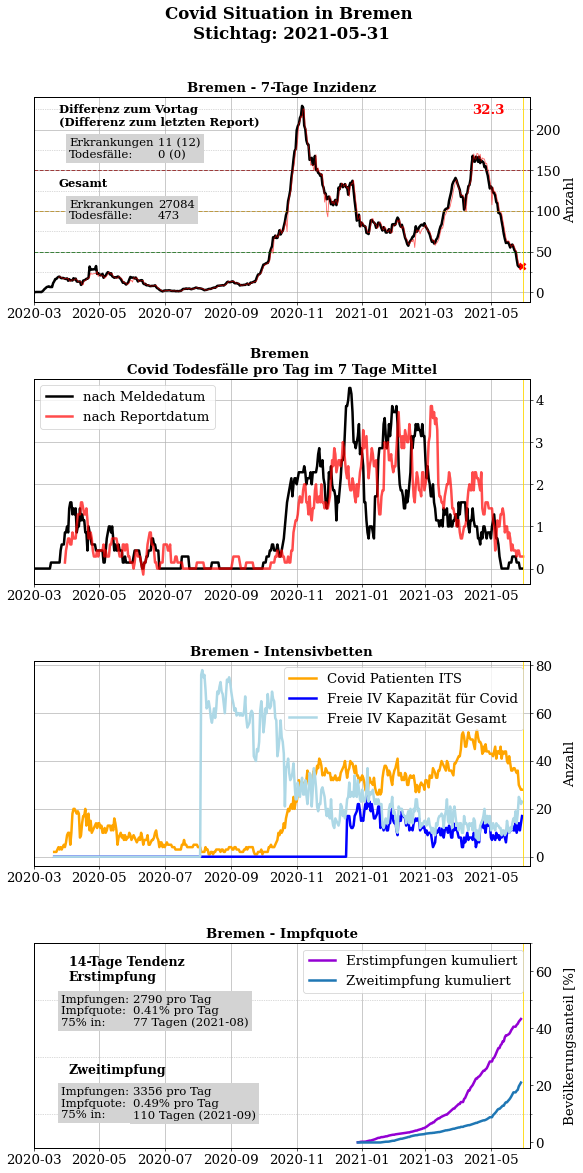 Covid Situation in Bremen
Stichtag: 2021-05-31
Bremen - 7-Tage Inzidenz
Differenz zum Vortag
(Differenz zum letzten Report)
Erkrankungen 11 (12)
Todesfälle: 0 (0)
Gesamt
Erkrankungen 27084
Todesfälle: 473
32.3
200
150
100
50
0
Anzahl
2020-03 2020-05 2020-07 2020-09 2020-11 2021-01 2021-03 2021-05
Bremen
Covid Todesfälle pro Tag im 7 Tage Mittel
nach Meldedatum
nach Reportdatum
4
3
2
1
0
2020-03 2020-05 2020-07 2020-09 2020-11 2021-01 2021-03 2021-05
Bremen - Intensivbetten
Covid Patienten ITS
Freie IV Kapazität für Covid
Freie IV Kapazität Gesamt
80
60
40
20
0
Anzahl
2020-03 2020-05 2020-07 2020-09 2020-11 2021-01 2021-03 2021-05
Bremen - Impfquote
14-Tage Tendenz
Erstimpfung
Impfungen: 2790 pro Tag
Impfquote: 0.41% pro Tag
75% in: 77 Tagen (2021-08)
Zweitimpfung
Impfungen: 3356 pro Tag
Impfquote: 0.49% pro Tag
75% in: 110 Tagen (2021-09)
Erstimpfungen kumuliert
Zweitimpfung kumuliert
60
40
20
0
Bevölkerungsanteil [%]
2020-03 2020-05 2020-07 2020-09 2020-11 2021-01 2021-03 2021-05